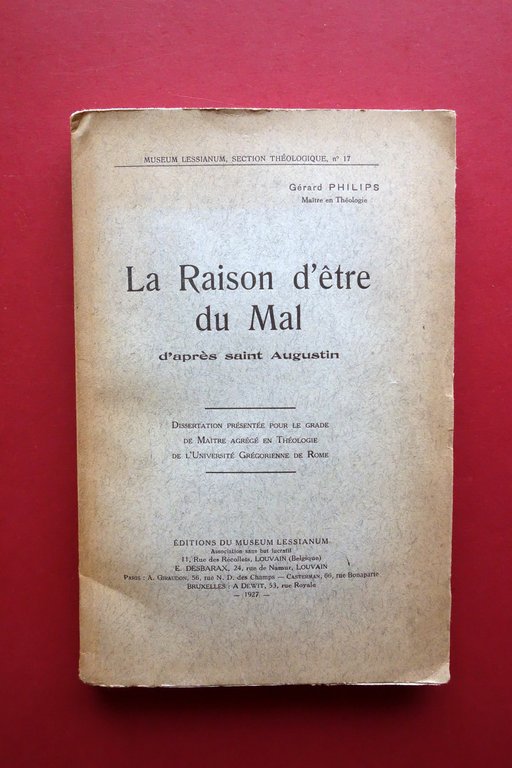 MUSEUM LESSIANUM, SECTION THÉOLOGIQUE, nº 17
Gérard PHILIPS
Maître en Théologie
La Raison d'être
du Mal
d'après saint Augustin
DISSERTATION PRÉSENTÉE POUR LE GRADE
DE MAÎTRE AGRÉGÉ EN THÉOLOGIE
DE L'UNIVERSITÉ GRÉGORIENNE DE ROME
ÉDITIONS DU MUSEUM LESSIANUM
Association sans but lucratif
11, Rue des Récollets, LOUVAIN (Belgique)
E. DESBARAX, 24, rue de Namur, LOUVAIN
PARIS : A. GIRAUDON, 56, rue N. D. des Champs — CASTERMAN, 66, rue Bonaparte
BRUXELLES : A DEWIT, 53, rue Royale
— 1927 —